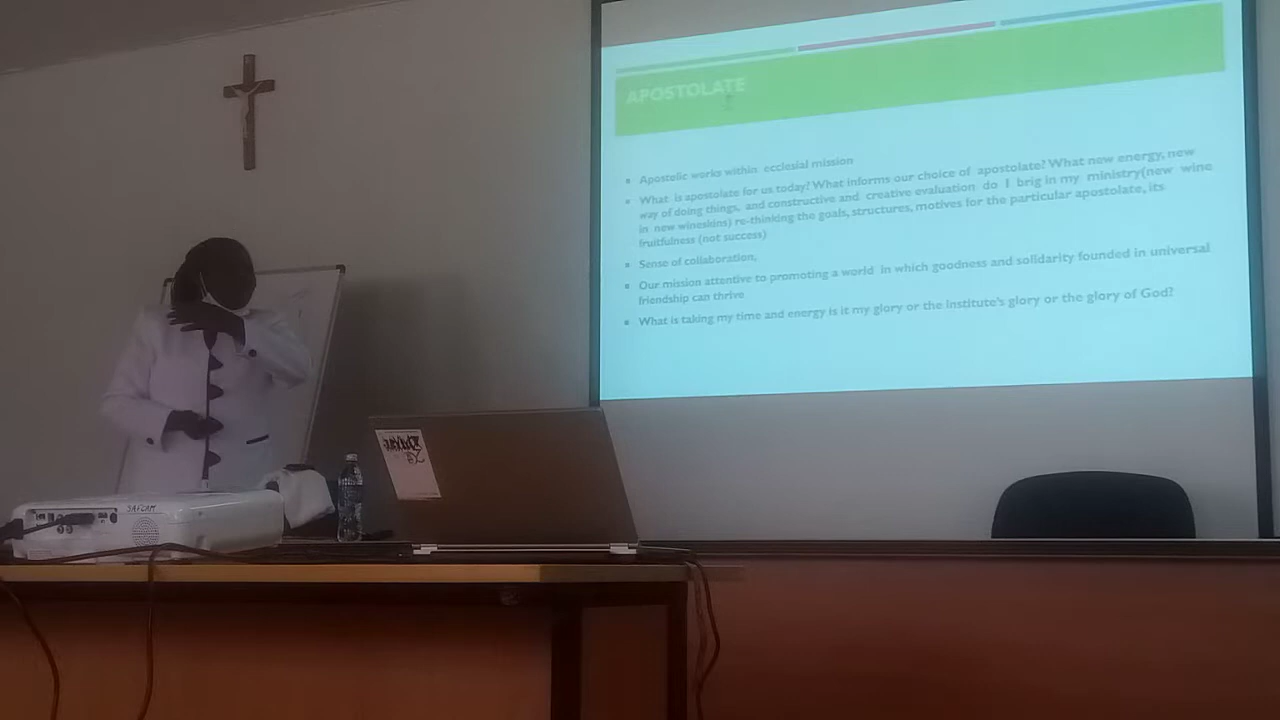 APOSTOLATE
Apostolic works within ecclesial mission
What is apostolate for us today? What informs our choice of apostolate? What new energy, new
way of doing things, and constructive and creative evaluation do I brig in my ministry(new wine
in new wineskins) re-thinking the goals, structures, motives for the particular apostolate, its
fruitfulness (not success)
Sense of collaboration,
Our mission attentive to promoting a world in which goodness and solidarity founded in universal
friendship can thrive
What is taking my time and energy is it my glory or the Institute's glory or the glory of God?